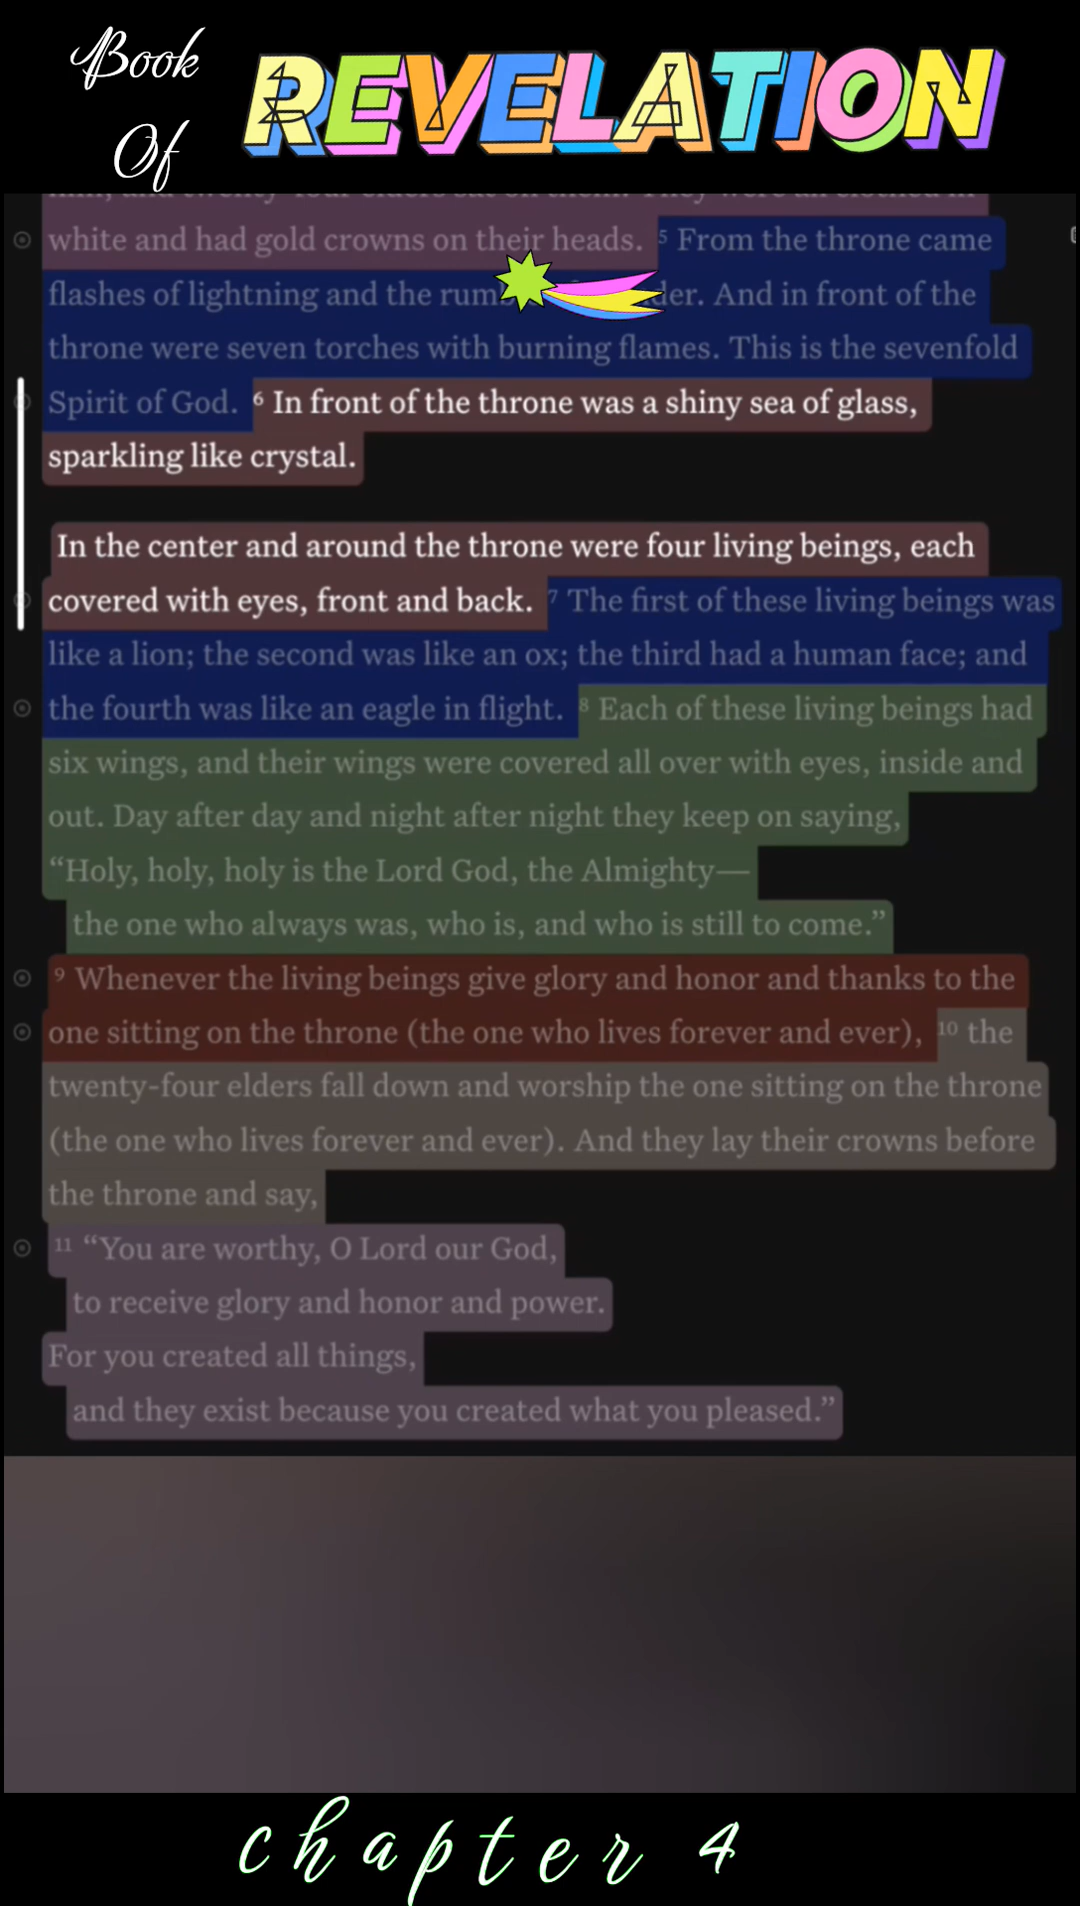 Book
Of
REVELATION
white and had gold crowns on their heads. 5 From the throne came
flashes of lightning and the And in front of the
throne were seven torches with burning flames. This is the sevenfold
Spirit of God. 6 In front of the throne was a shiny sea of glass,
sparkling like crystal.
In the center and around the throne were four living beings, each
covered with eyes, front and back. 7 The first of these living beings was
like a lion; the second was like an ox; the third had a human face; and
the fourth was like an eagle in flight. 8 Each of these living beings had
six wings, and their wings were covered all over with eyes, inside and
out. Day after day and night after night they keep on saying,
“Holy, holy, holy is the Lord God, the Almighty—
the one who always was, who is, and who is still to come.”
9 Whenever the living beings give glory and honor and thanks to the
one sitting on the throne (the one who lives forever and ever), 10 the
twenty-four elders fall down and worship the one sitting on the throne
(the one who lives forever and ever). And they lay their crowns before
the throne and say,
11 “You are worthy, O Lord our God,
to receive glory and honor and power.
For you created all things,
and they exist because you created what you pleased.”
chapter 4